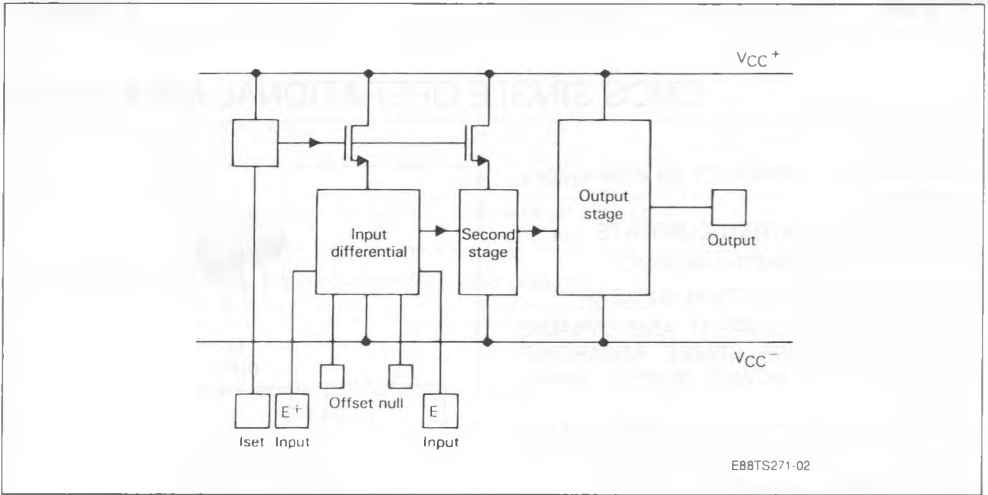 VCC +
Output
stage
Input
differential
Second
stage
Output
VCC
Offset null
E+
E
Iset
Input
Input
E88TS271-02